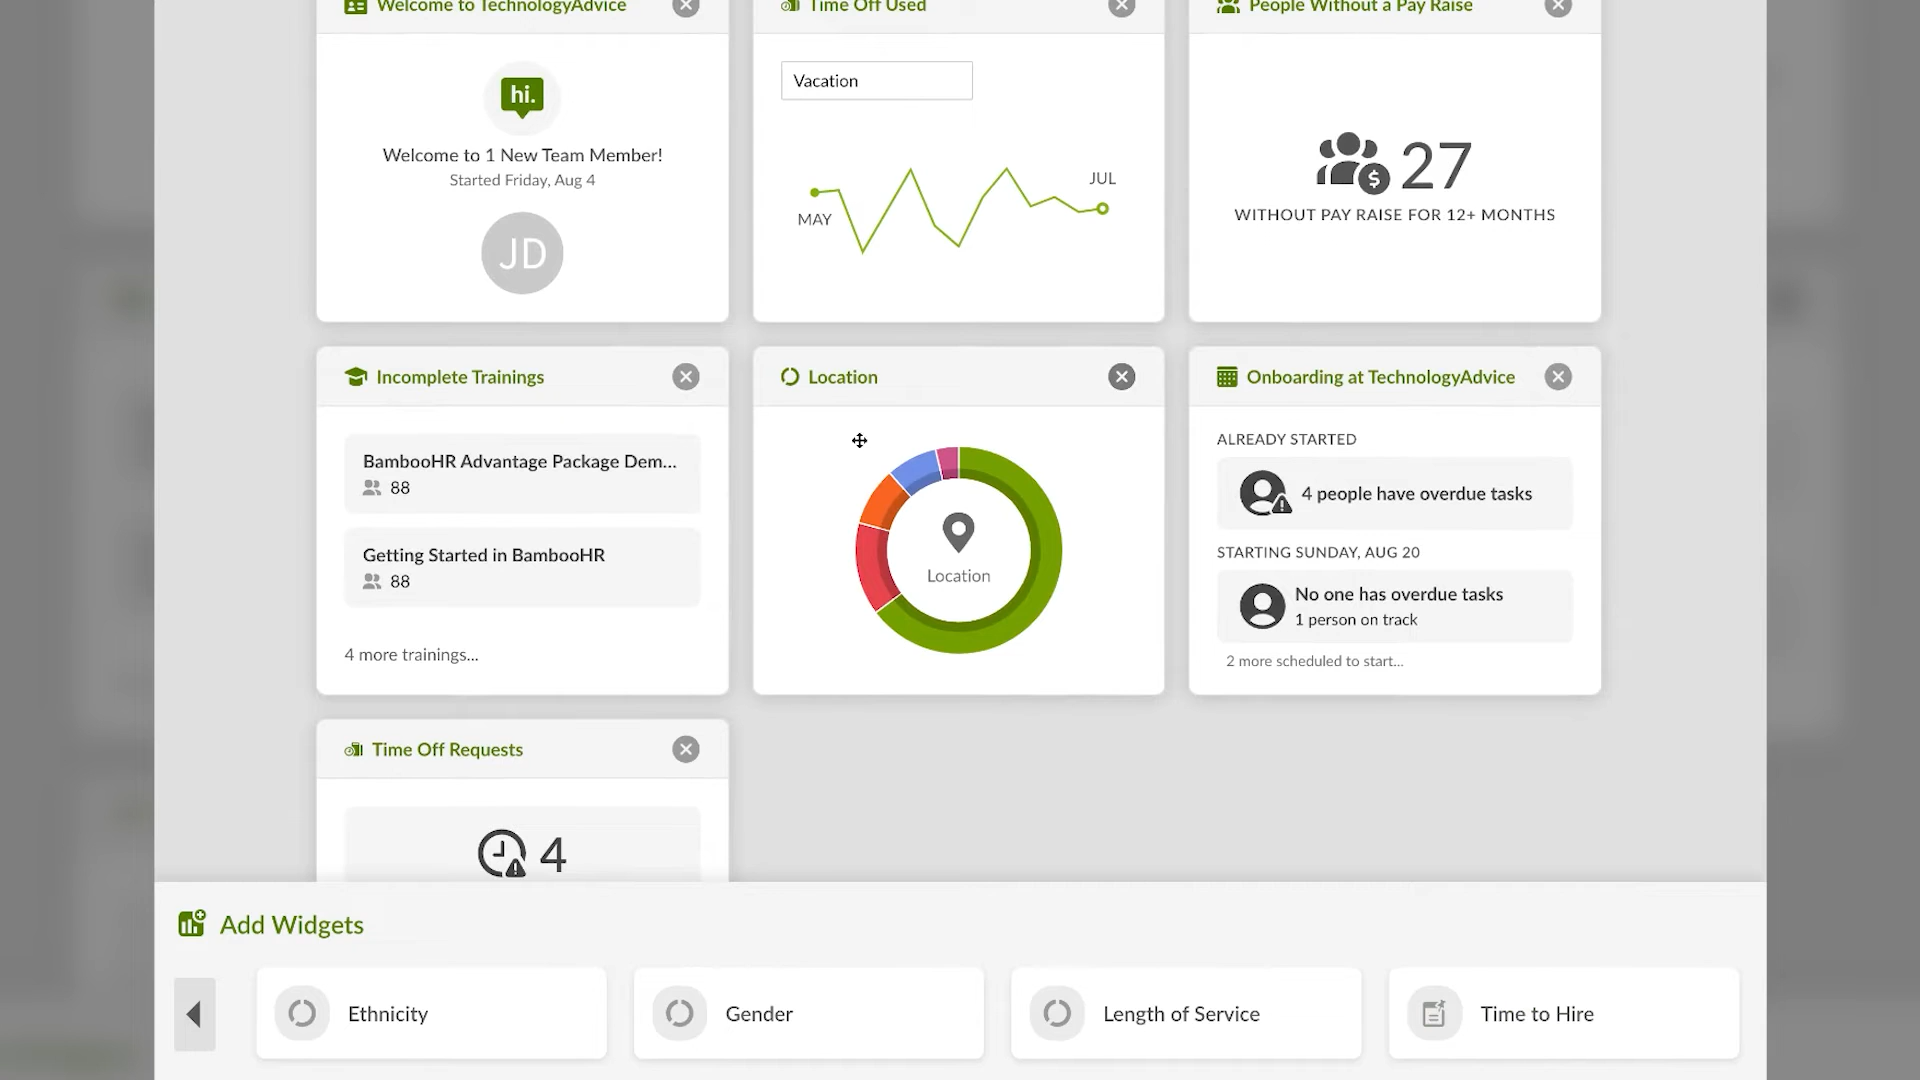 Welcome to TechnologyAdvice
Time Off Used
People Without a Pay Raise
hi.
Welcome to 1 New Team Member!
Started Friday, Aug 4
JD
Vacation
MAY
JUL
27
WITHOUT PAY RAISE FOR 12+ MONTHS
Incomplete Trainings
BambooHR Advantage Package Dem...
88
Getting Started in BambooHR
88
4 more trainings...
Location
Location
Onboarding at TechnologyAdvice
ALREADY STARTED
4 people have overdue tasks
STARTING SUNDAY, AUG 20
No one has overdue tasks
1 person on track
2 more scheduled to start...
Time Off Requests
4
Add Widgets
Ethnicity
Gender
Length of Service
Time to Hire